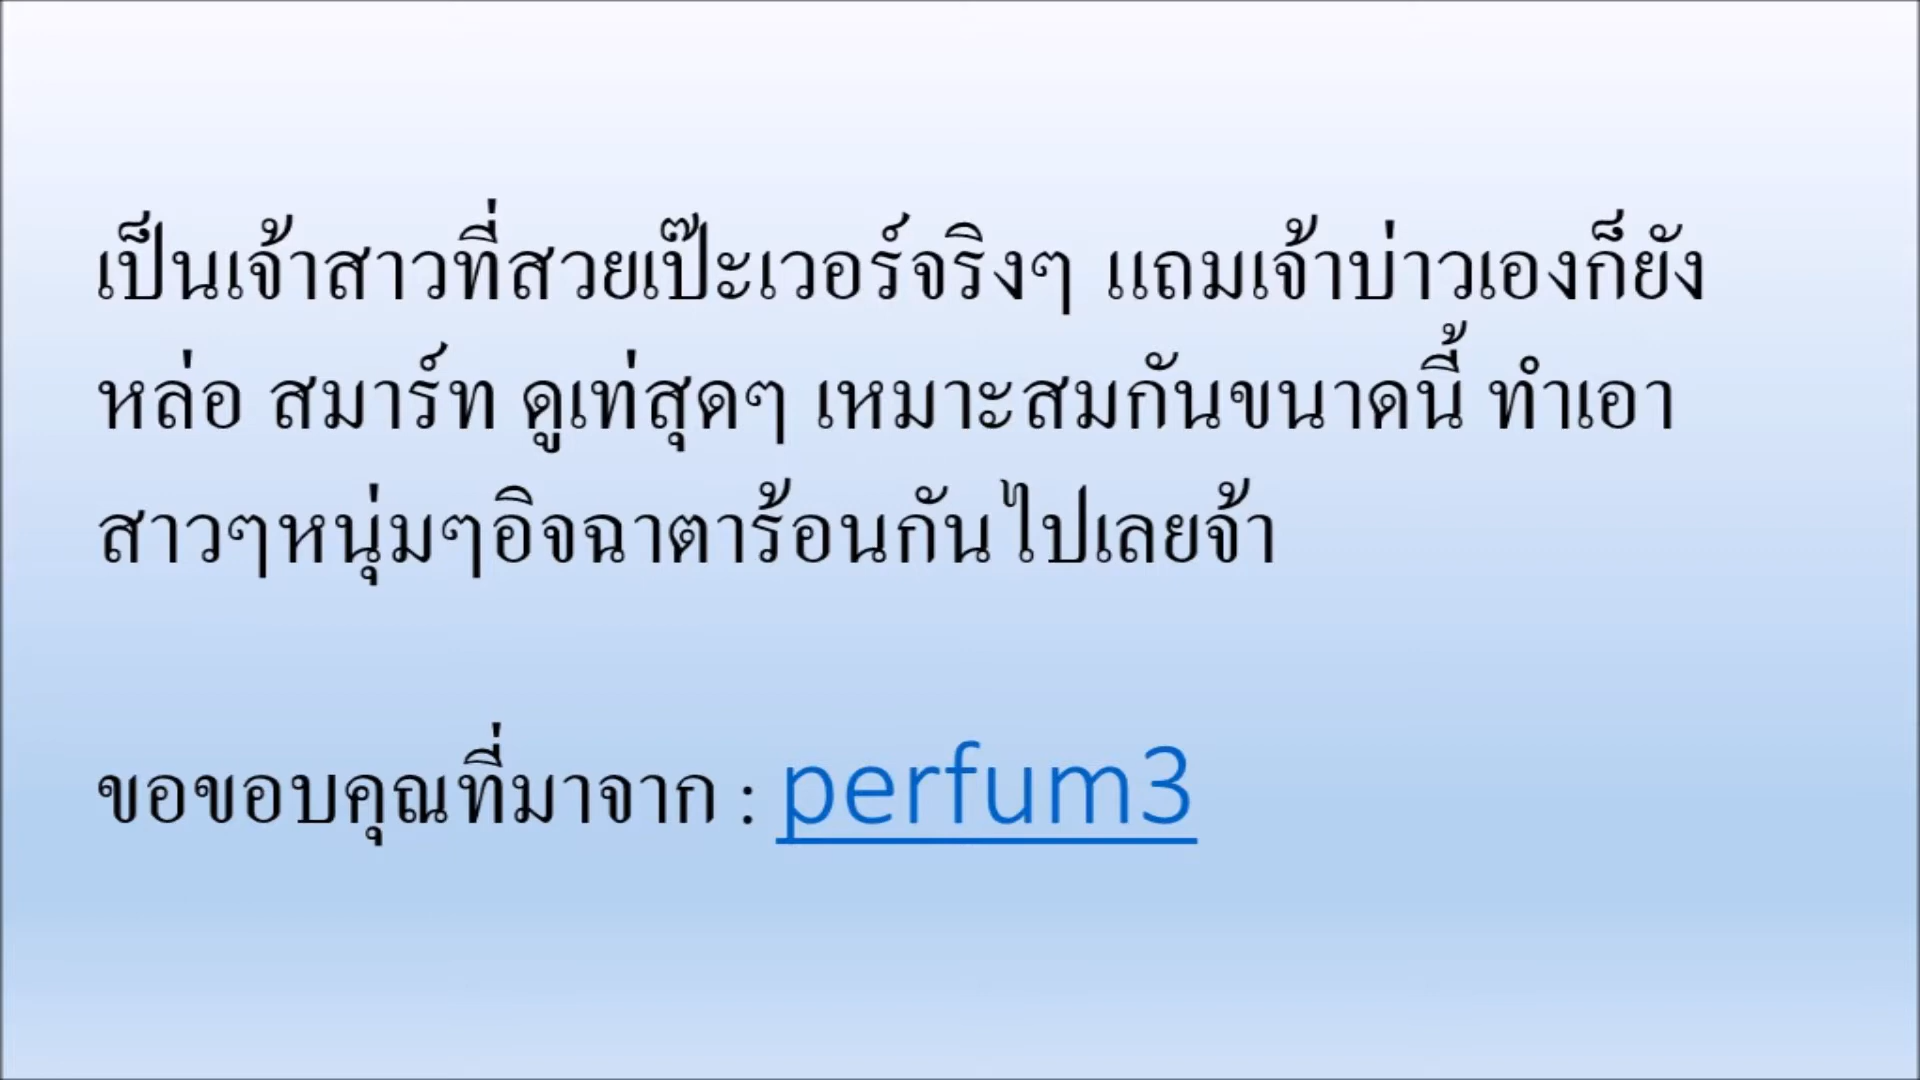 เป็นเจ้าสาวที่สวยเป๊ะเวอร์จริงๆ แถมเจ้าบ่าวเองก็ยัง
หล่อ สมาร์ท ดูเท่สุดๆ เหมาะสมกันขนาดนี้ ทำเอา
สาวๆหนุ่มๆอิจฉาตาร้อนกันไปเลยจ้า
ขอขอบคุณที่มาจาก : perfum3